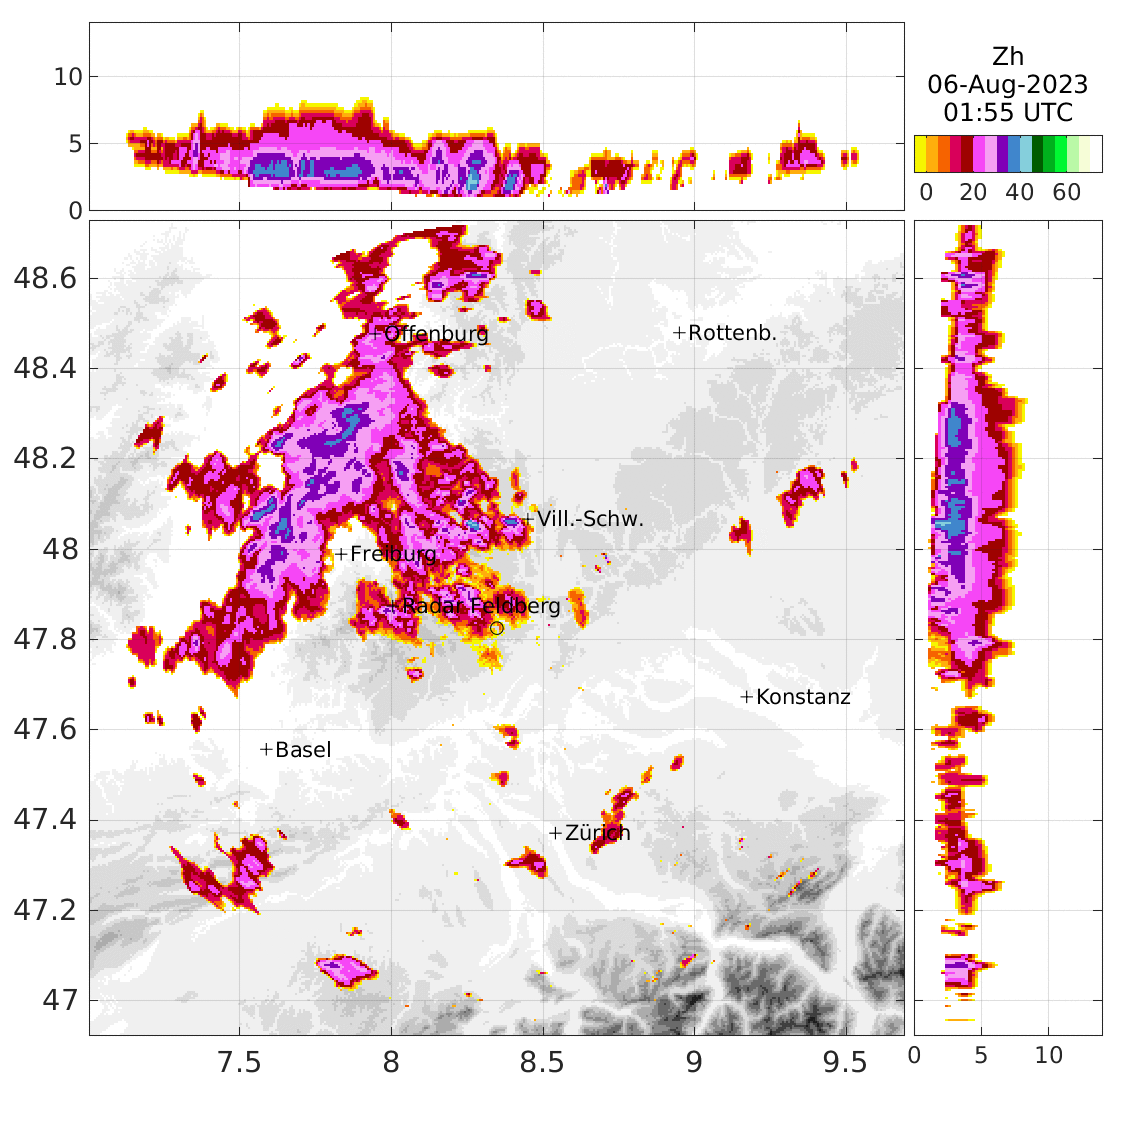 10
5
0
Zh
06-Aug-2023
01:55 UTC
0 20 40 60
48.6
48.4
48.2
48
47.8
47.6
47.4
47.2
47
+Offenburg
+Rottenb.
+Vill.-Schw.
+Freiburg
+Radar Feldberg
+Konstanz
+Basel
+Zürich
7.5 8 8.5 9 9.5
0 5 10